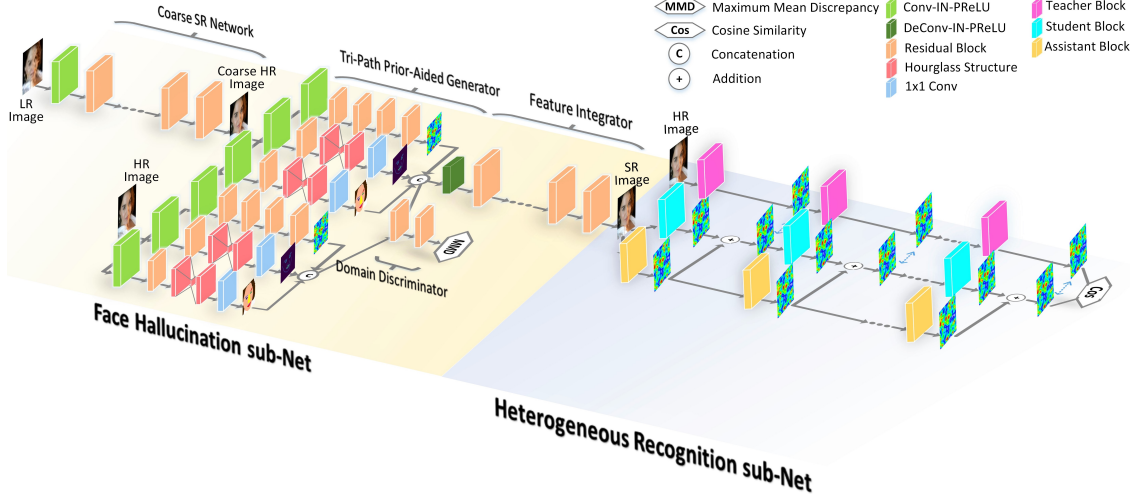 MMD Maximum Mean Discrepancy
Cos Cosine Similarity
C Concatenation
+ Addition
Conv-IN-PReLU
DeConv-IN-PReLU
Residual Block
Hourglass Structure
1x1 Conv
Teacher Block
Student Block
Assistant Block
Coarse SR Network
Tri-Path Prior-Aided Generator
Feature Integrator
LR
Image
Coarse HR
Image
HR
Image
C
C
MMD
Domain Discriminator
SR
Image
HR
Image
+
+
+
Cos
Face Hallucination sub-Net
Heterogeneous Recognition sub-Net